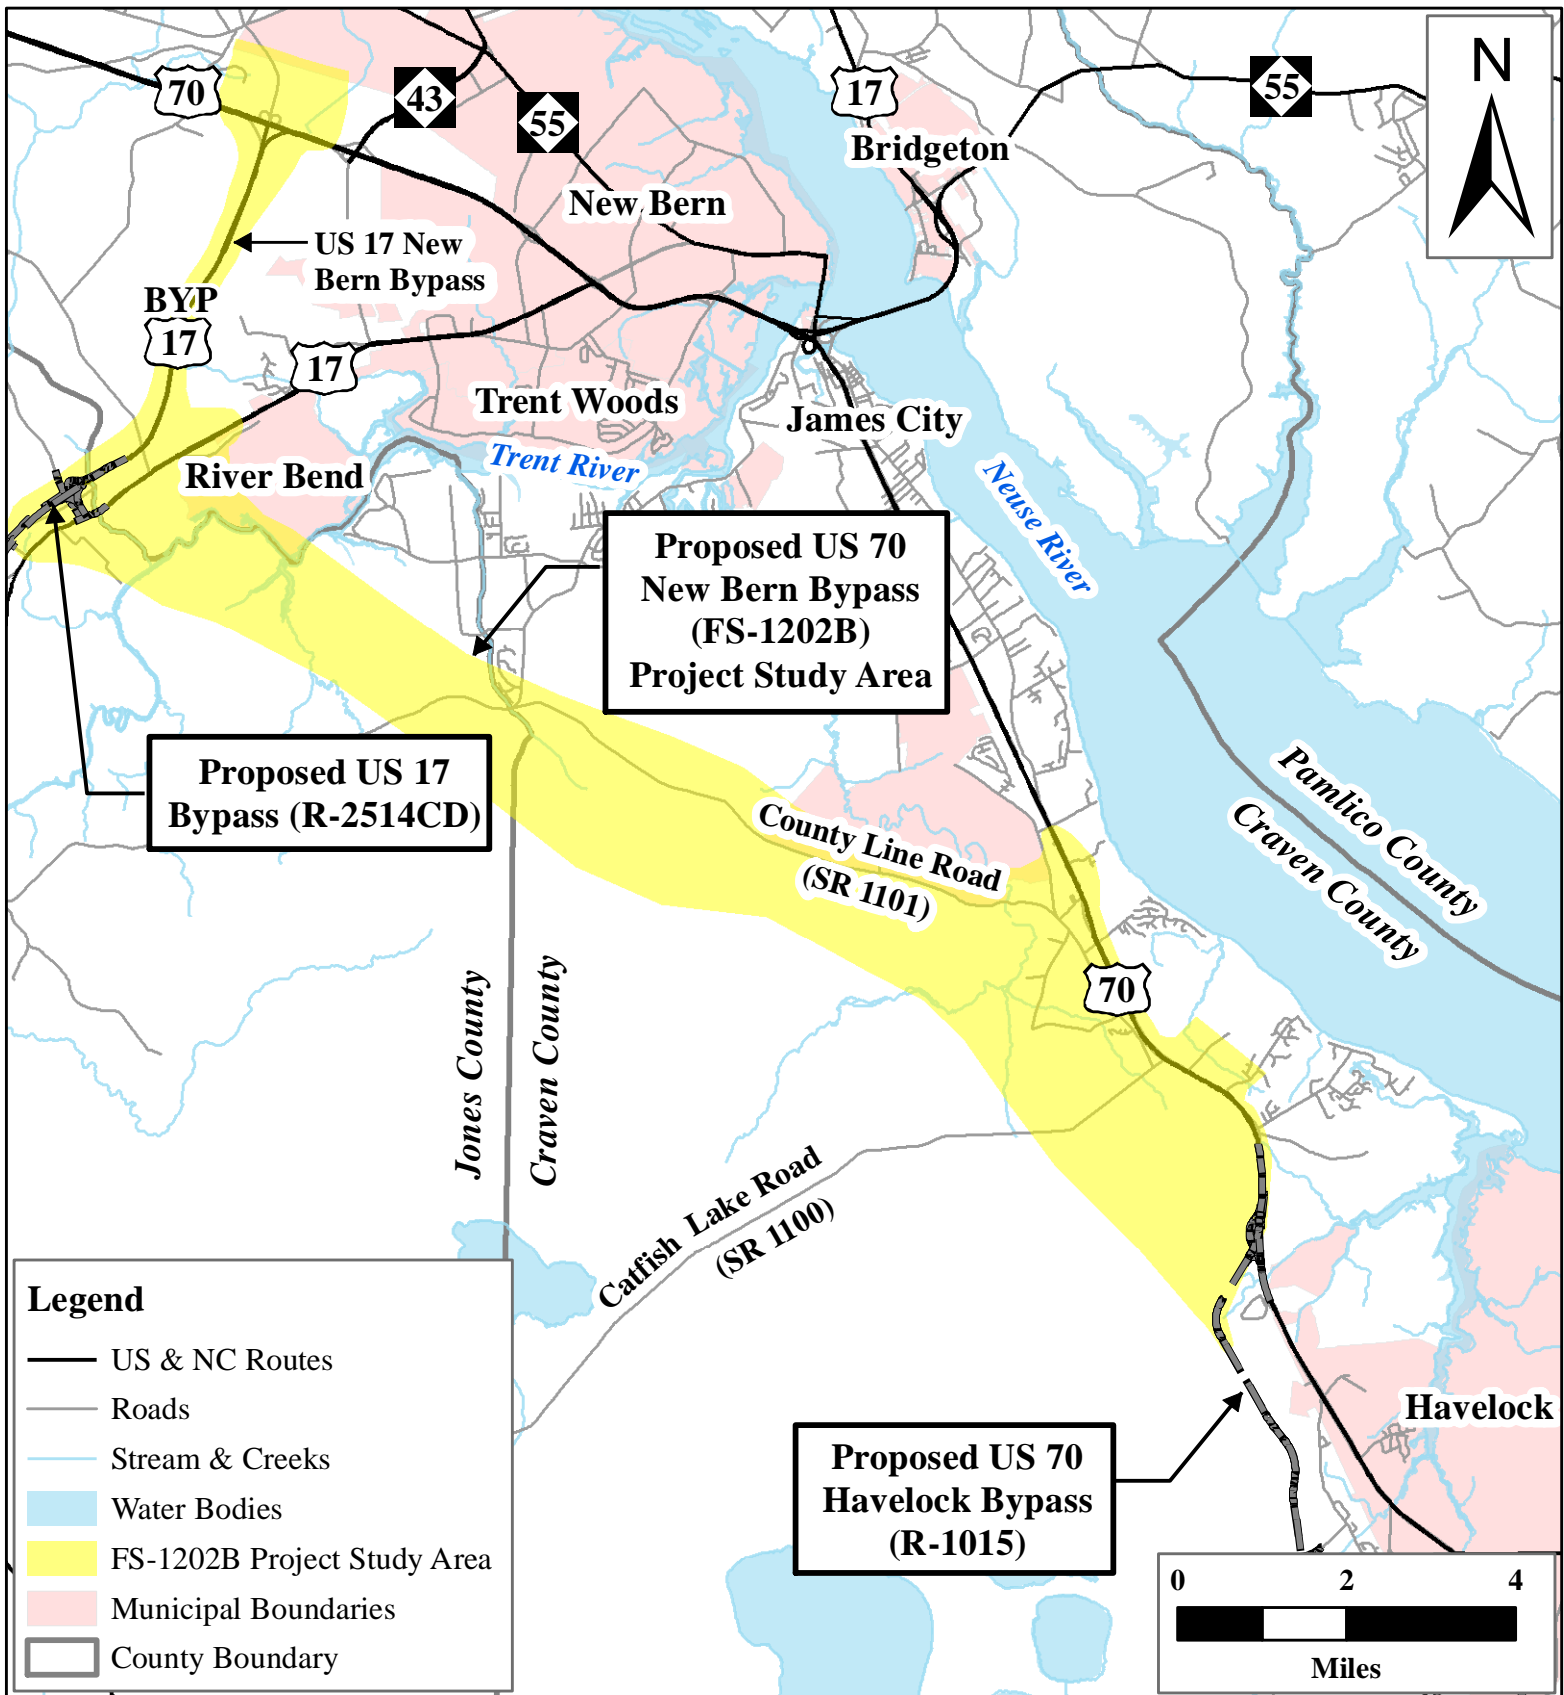 N
70
43
55
17
55
Bridgeton
New Bern
US 17 New
Bern Bypass
BYP
17
17
Trent Woods
James City
River Bend
Trent River
Neuse River
Proposed US 70
New Bern Bypass
(FS-1202B)
Project Study Area
Proposed US 17
Bypass (R-2514CD)
County Line Road
(SR 1101)
Pamlico County
Craven County
70
Jones County
Craven County
Catfish Lake Road
(SR 1100)
Havelock
Proposed US 70
Havelock Bypass
(R-1015)
Legend
US & NC Routes
Roads
Stream & Creeks
Water Bodies
FS-1202B Project Study Area
Municipal Boundaries
County Boundary
0 2 4
Miles